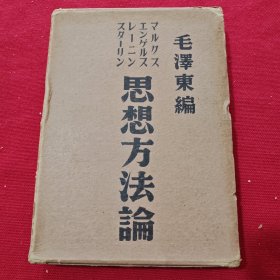 毛澤東編
マルクス
エンゲルス
レーニン
スターリン
思想方法論